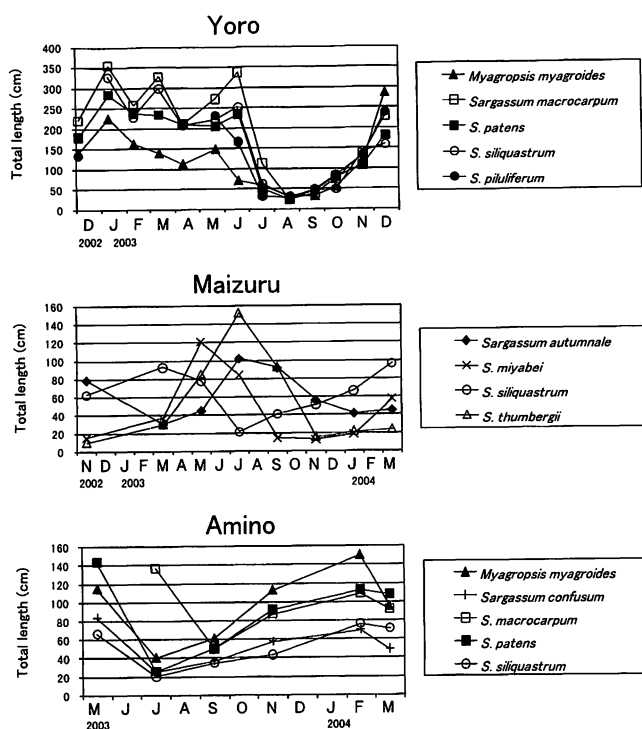 Yoro
Total length (cm)
400
350
300
250
200
150
100
50
0
D J F M A M J J A S O N D
2002 2003
Myagropsis myagroides
Sargassum macrocarpum
S. patens
S. siliquastrum
S. piluliferum
Maizuru
Total length (cm)
160
140
120
100
80
60
40
20
0
N D J F M A M J J A S O N D J F M
2002 2003 2004
Sargassum autumnale
S. miyabei
S. siliquastrum
S. thumbergii
Amino
Total length (cm)
160
140
120
100
80
60
40
20
0
M J J A S O N D J F M
2003 2004
Myagropsis myagroides
Sargassum confusum
S. macrocarpum
S. patens
S. siliquastrum